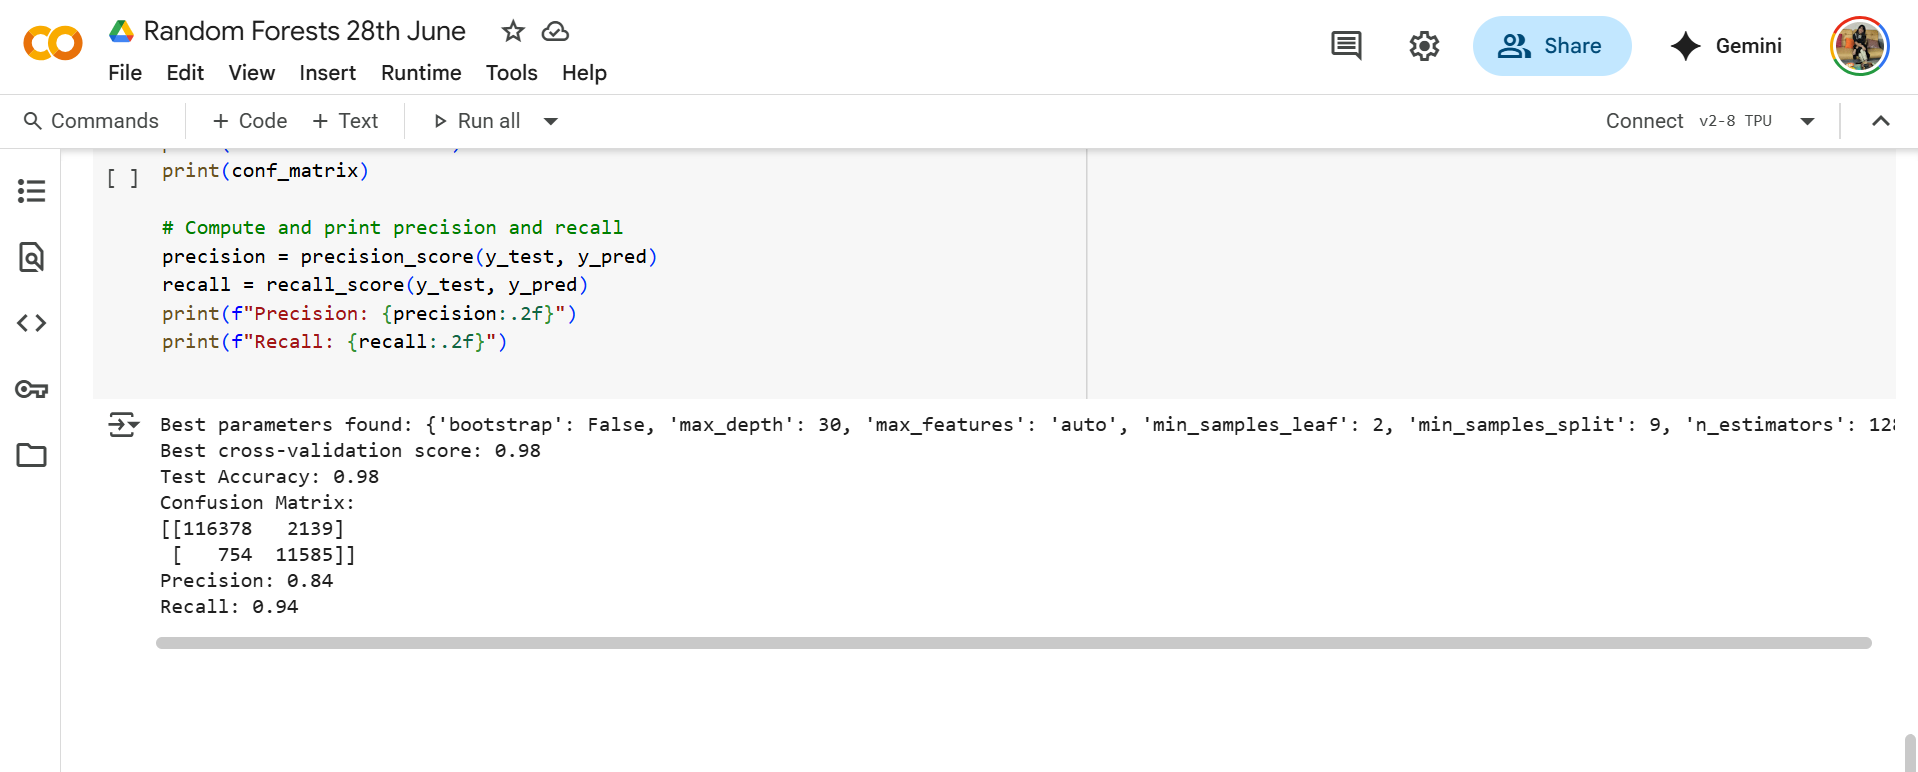 Random Forests 28th June
Share
Gemini
File Edit View Insert Runtime Tools Help
Commands + Code + Text Run all
Connect v2-8 TPU
[ ]
print(conf_matrix)
# Compute and print precision and recall
precision = precision_score(y_test, y_pred)
recall = recall_score(y_test, y_pred)
print(f"Precision: {precision:.2f}")
print(f"Recall: {recall:.2f}")
Best parameters found: {'bootstrap': False, 'max_depth': 30, 'max_features': 'auto', 'min_samples_leaf': 2, 'min_samples_split': 9, 'n_estimators':
Best cross-validation score: 0.98
Test Accuracy: 0.98
Confusion Matrix:
[[116378   2139]
 [   754  11585]]
Precision: 0.84
Recall: 0.94